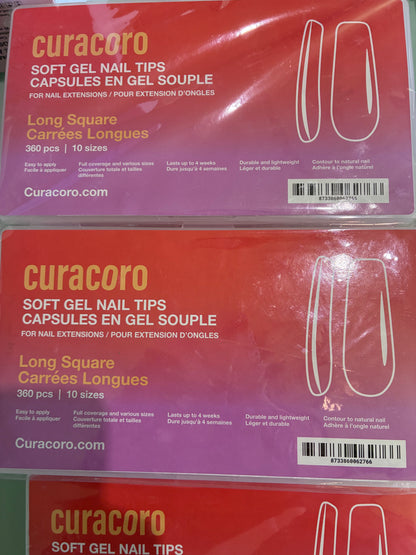 curacoro
SOFT GEL NAIL TIPS
CAPSULES EN GEL SOUPLE
FOR NAIL EXTENSIONS / POUR EXTENSION D'ONGLES
Long Square
Carrées Longues
360 pcs | 10 sizes
Easy to apply
Facile à appliquer
Full coverage and various sizes
Couverture totale et tailles
différentes
Lasts up to 4 weeks
Dure jusqu'à 4 semaines
Durable and lightweight
Léger et durable
Contour to natural nail
Adhère à l'ongle naturel
Curacoro.com
8733860062766
curacoro
SOFT GEL NAIL TIPS
CAPSULES EN GEL SOUPLE
FOR NAIL EXTENSIONS / POUR EXTENSION D'ONGLES
Long Square
Carrées Longues
360 pcs | 10 sizes
Easy to apply
Facile à appliquer
Full coverage and various sizes
Couverture totale et tailles
différentes
Lasts up to 4 weeks
Dure jusqu'à 4 semaines
Durable and lightweight
Léger et durable
Contour to natural nail
Adhère à l'ongle naturel
Curacoro.com
8733860062766
curacoro
SOFT GEL NAIL TIPS